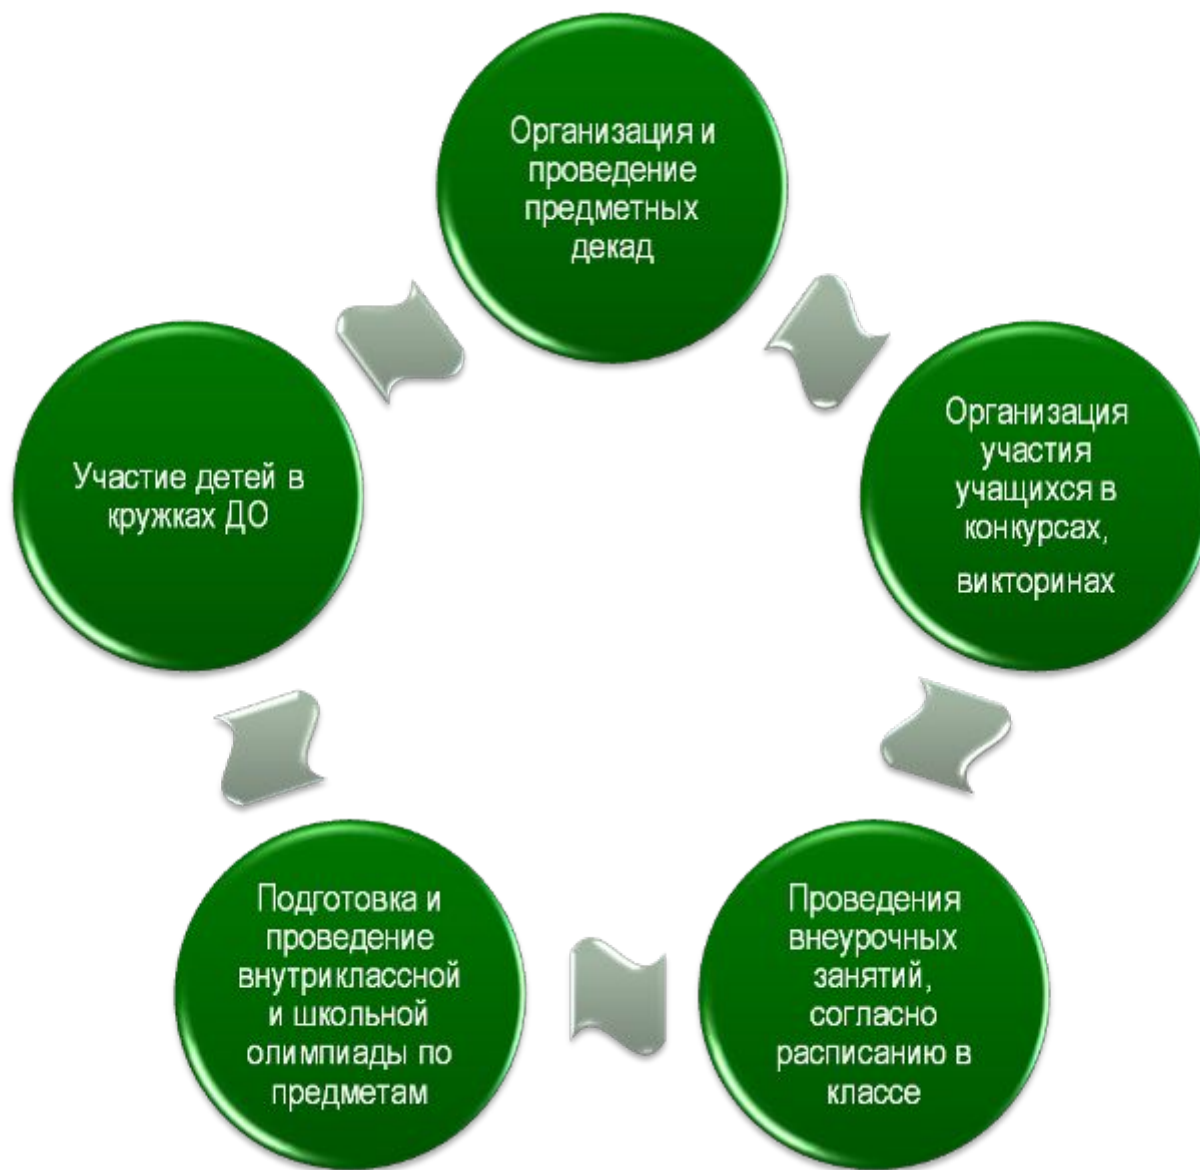 Организация и
проведение
предметных
декад
Организация
участия
учащихся в
конкурсах,
викторинах
Проведения
внеурочных
занятий,
согласно
расписанию в
классе
Подготовка и
проведение
внутриклассной
и школьной
олимпиады по
предметам
Участие детей в
кружках ДО